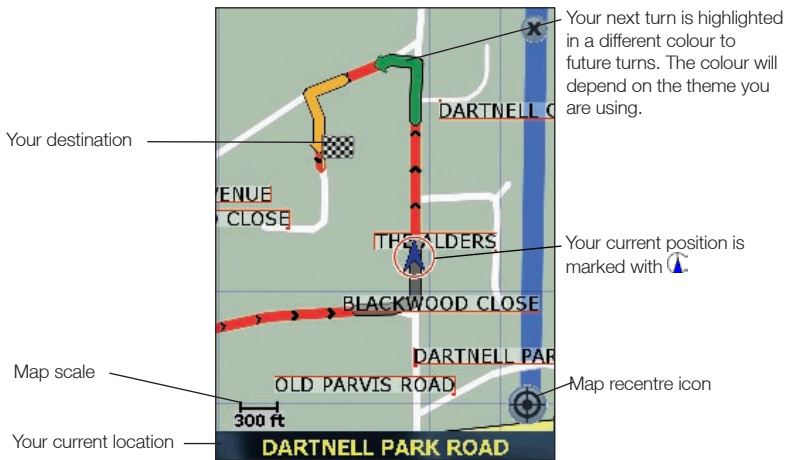 Your next turn is highlighted
in a different colour to
future turns. The colour will
depend on the theme you
are using.
DARTNELL C
Your destination
VENUE
CLOSE
THE ALDERS
Your current position is
marked with
BLACKWOOD CLOSE
DARTNELL PAR
Map scale
OLD PARVIS ROAD
Map recentre icon
300 ft
Your current location
DARTNELL PARK ROAD